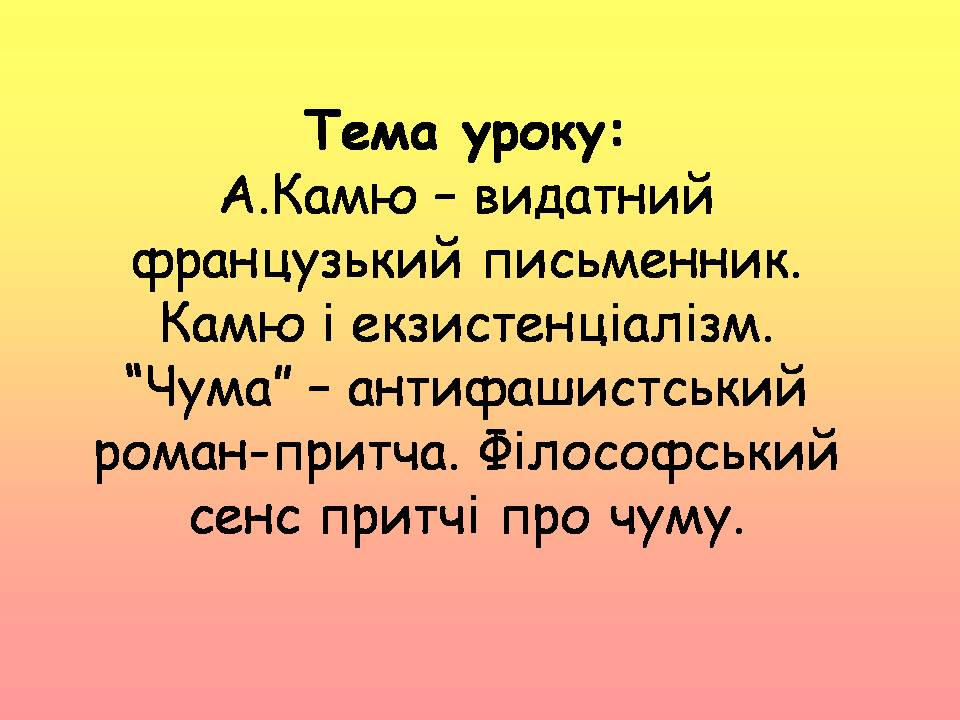 Тема уроку:
А.Камю – видатний
французький письменник.
Камю і екзистенціалізм.
“Чума” – антифашистський
роман-притча. Філософський
сенс притчі про чуму.